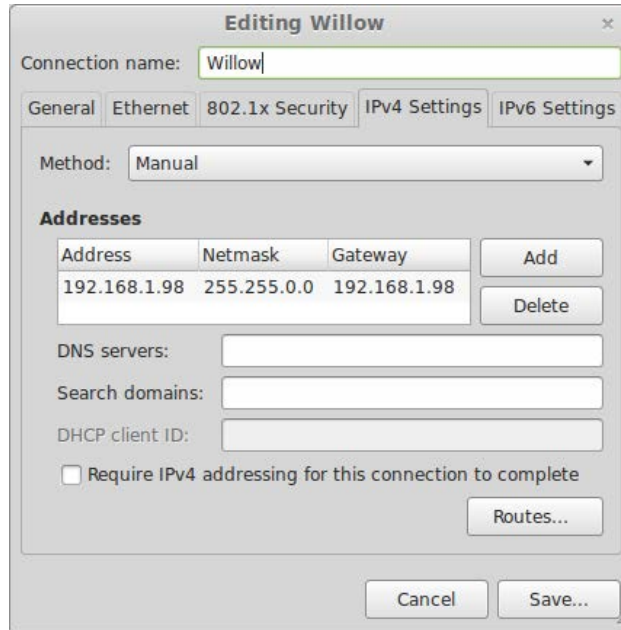 Editing Willow ×
Connection name: Willow
General Ethernet 802.1x Security IPv4 Settings IPv6 Settings
Method: Manual
Addresses
Address Netmask Gateway Add
192.168.1.98 255.255.0.0 192.168.1.98
Delete
DNS servers:
Search domains:
DHCP client ID:
Require IPv4 addressing for this connection to complete
Routes...
Cancel Save...